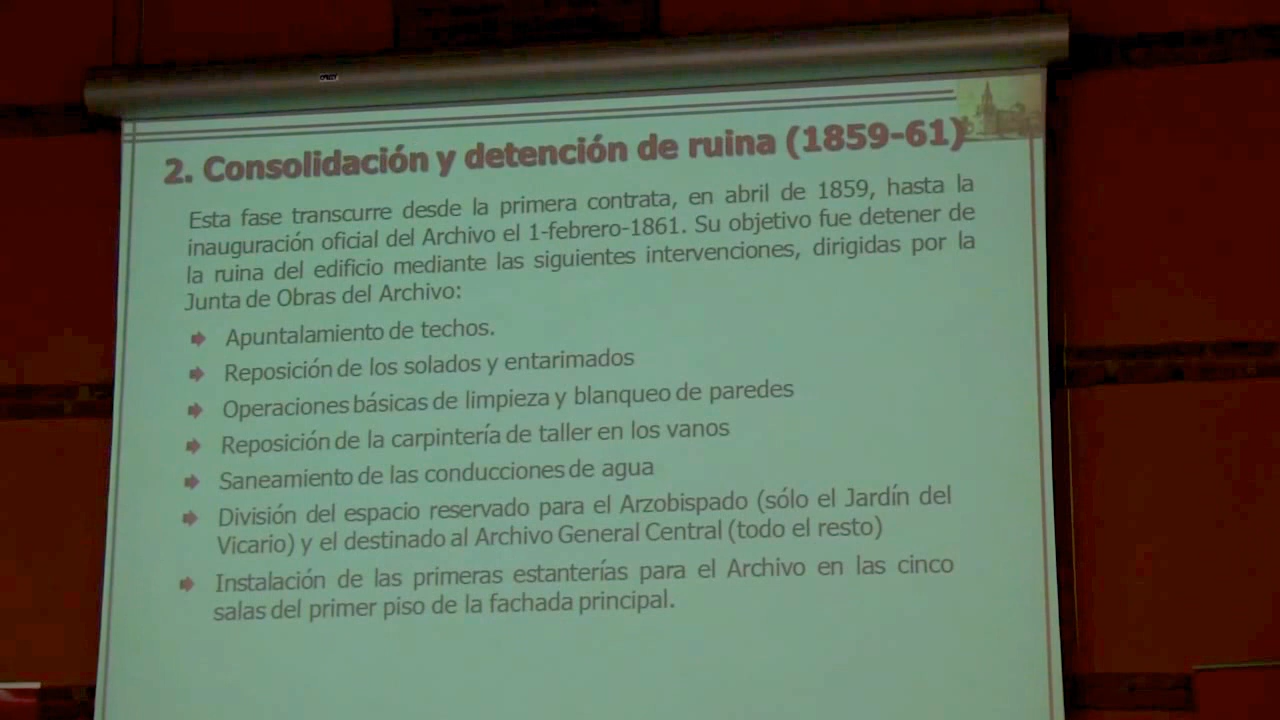 2. Consolidación y detención de ruina (1859-61)
Esta fase transcurre desde la primera contrata, en abril de 1859, hasta la
inauguración oficial del Archivo el 1-febrero-1861. Su objetivo fue detener de
la ruina del edificio mediante las siguientes intervenciones, dirigidas por la
Junta de Obras del Archivo:
Apuntalamiento de techos.
Reposición de los solados y entarimados
Operaciones básicas de limpieza y blanqueo de paredes
Reposición de la carpintería de taller en los vanos
Saneamiento de las conducciones de agua
División del espacio reservado para el Arzobispado (sólo el Jardín del
Vicario) y el destinado al Archivo General Central (todo el resto)
Instalación de las primeras estanterías para el Archivo en las cinco
salas del primer piso de la fachada principal.